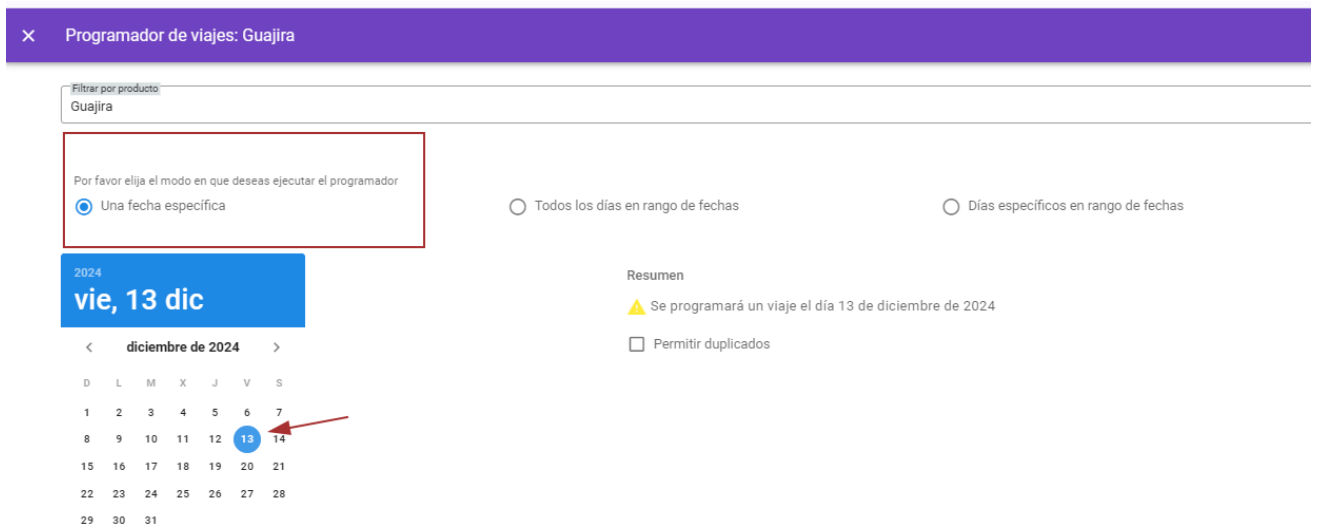 × Programador de viajes: Guajira
Filtrar por producto
Guajira
Por favor elija el modo en que deseas ejecutar el programador
Una fecha específica
Todos los días en rango de fechas
Días específicos en rango de fechas
2024
vie, 13 dic
diciembre de 2024
D L M X J V S
1 2 3 4 5 6 7
8 9 10 11 12 13 14
15 16 17 18 19 20 21
22 23 24 25 26 27 28
29 30 31
Resumen
Se programará un viaje el día 13 de diciembre de 2024
Permitir duplicados